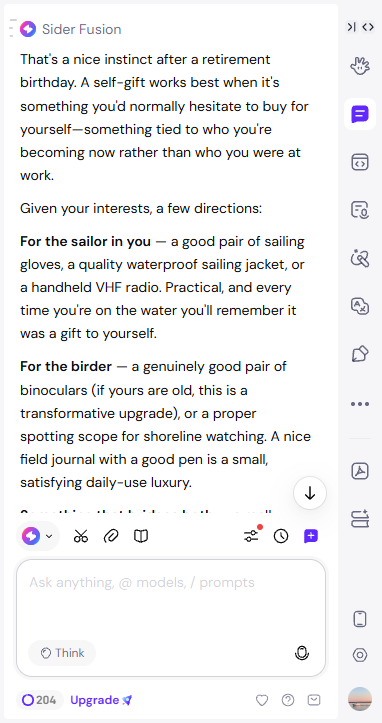 Sider Fusion
That's a nice instinct after a retirement
birthday. A self-gift works best when it's
something you'd normally hesitate to buy for
yourself—something tied to who you're
becoming now rather than who you were at
work.
Given your interests, a few directions:
For the sailor in you — a good pair of sailing
gloves, a quality waterproof sailing jacket, or
a handheld VHF radio. Practical, and every
time you're on the water you'll remember it
was a gift to yourself.
For the birder — a genuinely good pair of
binoculars (if yours are old, this is a
transformative upgrade), or a proper
spotting scope for shoreline watching. A nice
field journal with a good pen is a small,
satisfying daily-use luxury.
Ask anything, @ models, / prompts
Think
204
Upgrade